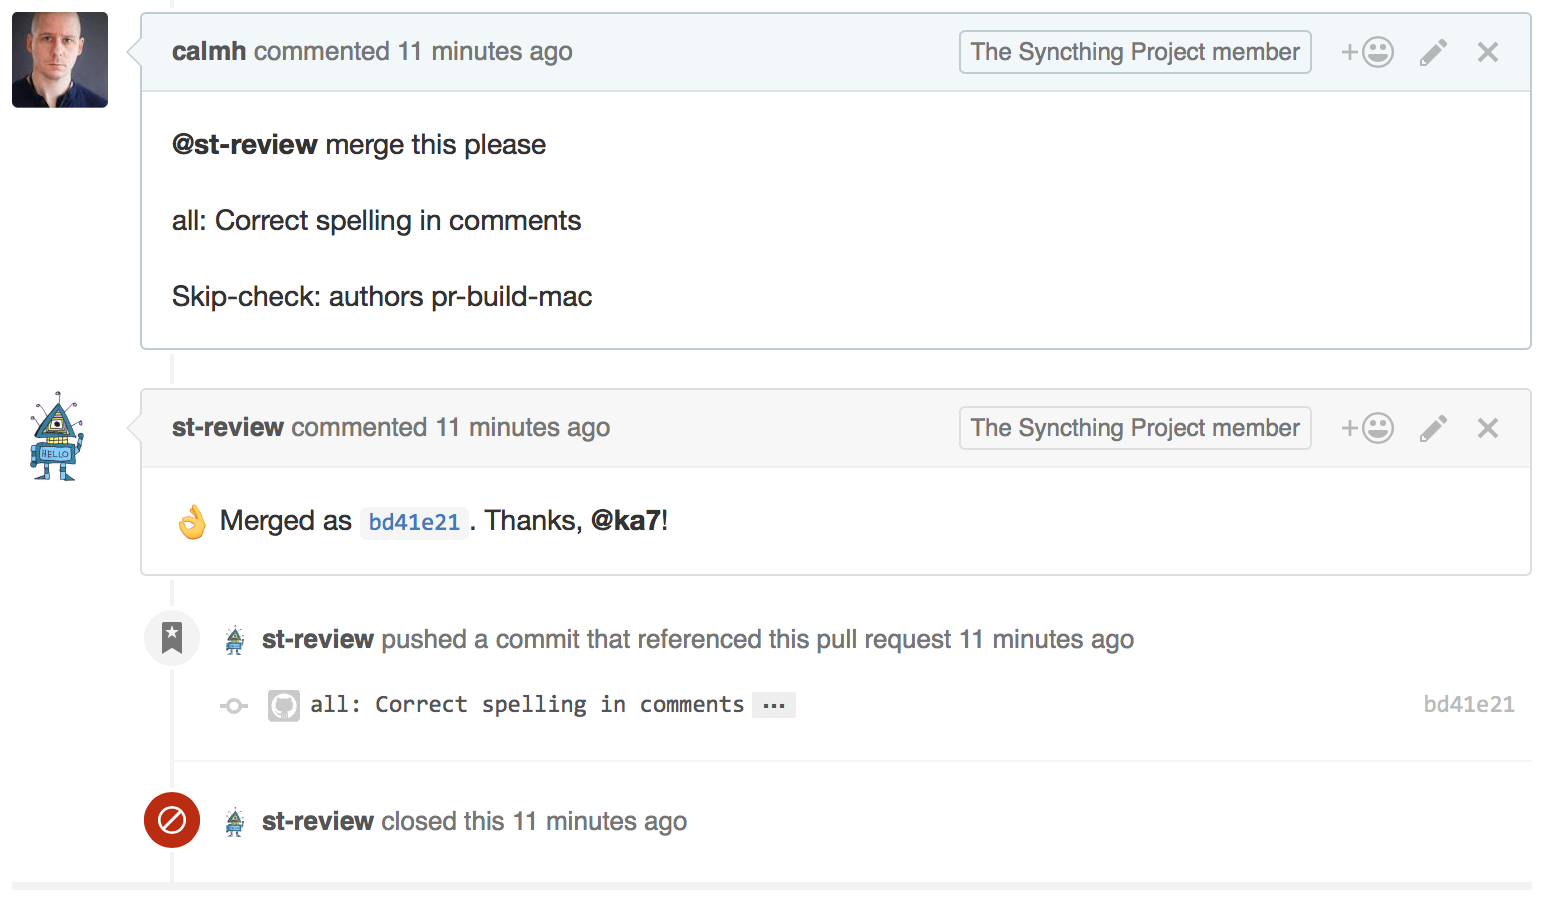 calmh commented 11 minutes ago The Syncthing Project member
@st-review merge this please
all: Correct spelling in comments
Skip-check: authors pr-build-mac
HELLO
st-review commented 11 minutes ago The Syncthing Project member
👌 Merged as bd41e21. Thanks, @ka7!
st-review pushed a commit that referenced this pull request 11 minutes ago
all: Correct spelling in comments ... bd41e21
st-review closed this 11 minutes ago